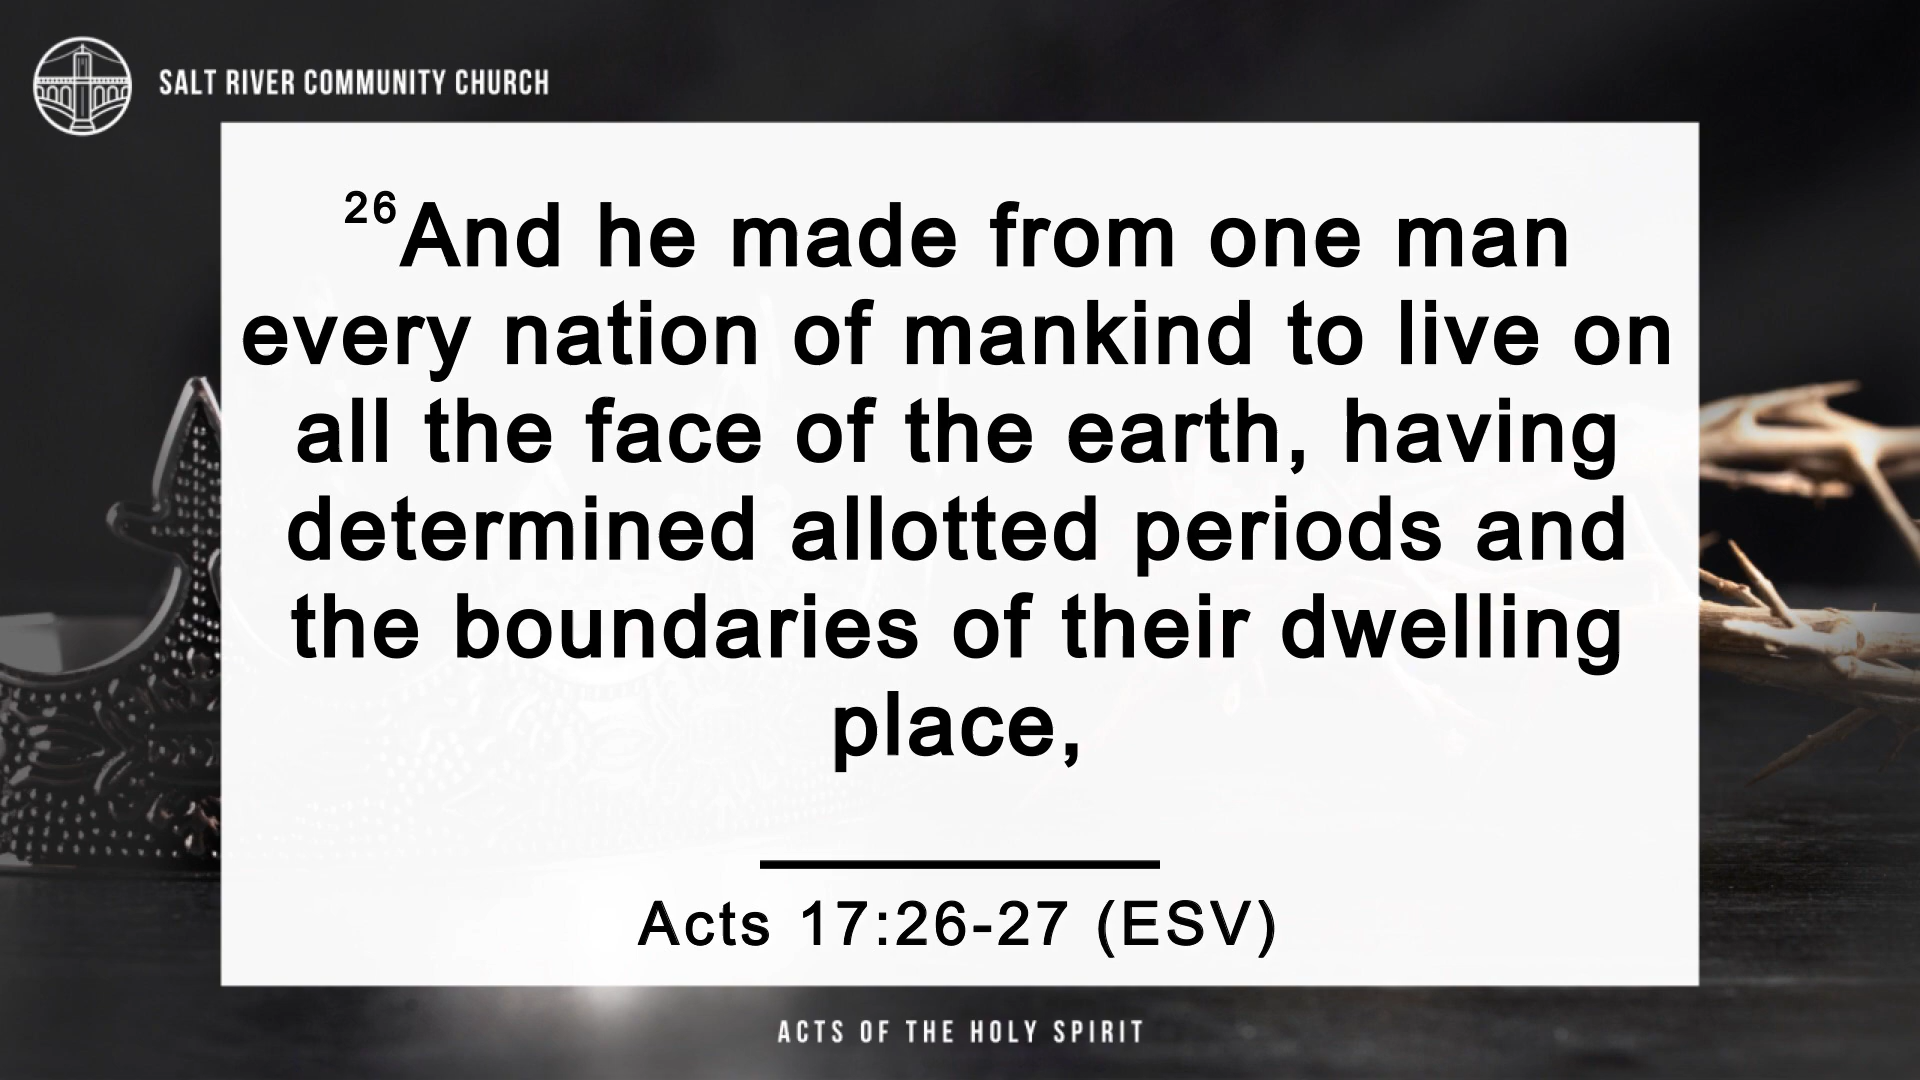 SALT RIVER COMMUNITY CHURCH
26And he made from one man
every nation of mankind to live on
all the face of the earth, having
determined allotted periods and
the boundaries of their dwelling
place,
Acts 17:26-27 (ESV)
ACTS OF THE HOLY SPIRIT